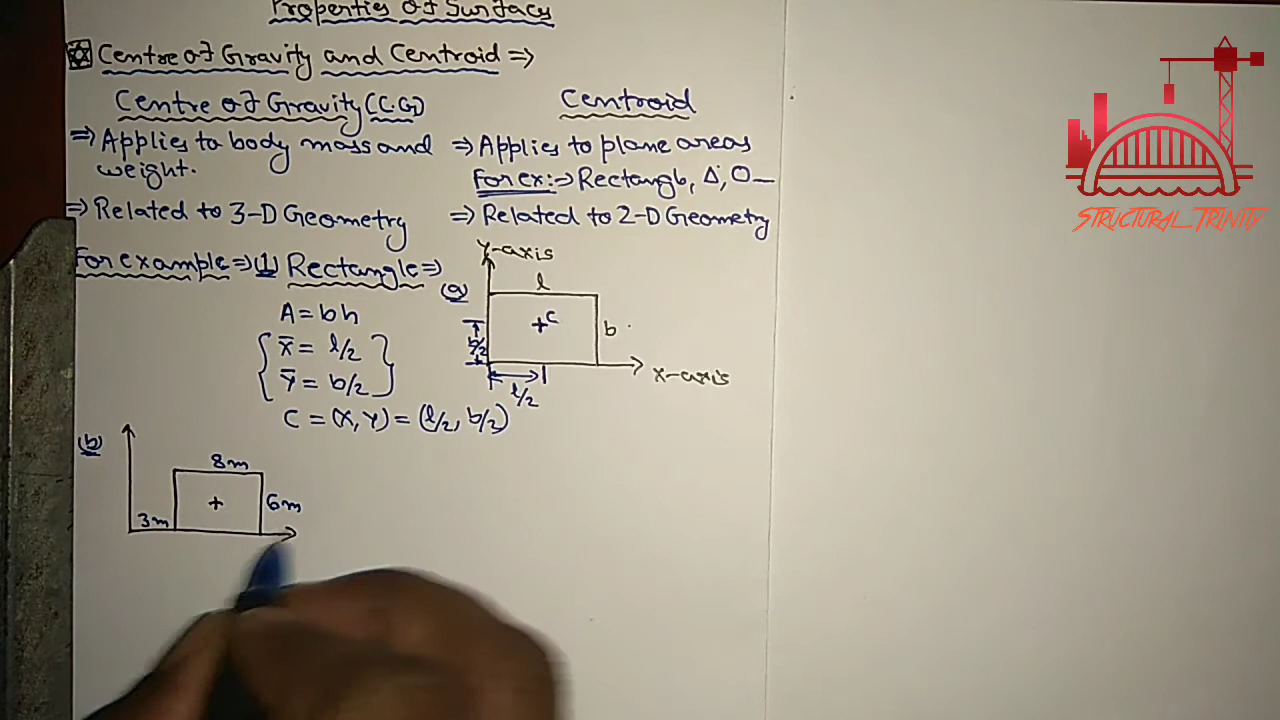 Properties of Surfacs
Centre of Gravity and Centroid ⇒
Centre of Gravity (C.G)
⇒ Applies to body mass and
weight.
⇒ Related to 3-D Geometry
Centroid
⇒ Applies to plane areas
For ex:-> Rectangle, Δ, O—
⇒ Related to 2-D Geometry
For example ⇒ (1) Rectangle ⇒
(a)
Y-axis
l
+c
b
b/2
l/2
x-axis
A = bh
x̄ = l/2
ȳ = b/2
C = (X, Y) = (l/2, b/2)
(b)
8m
+
6m
3m
STRUCTURAL TRINITY